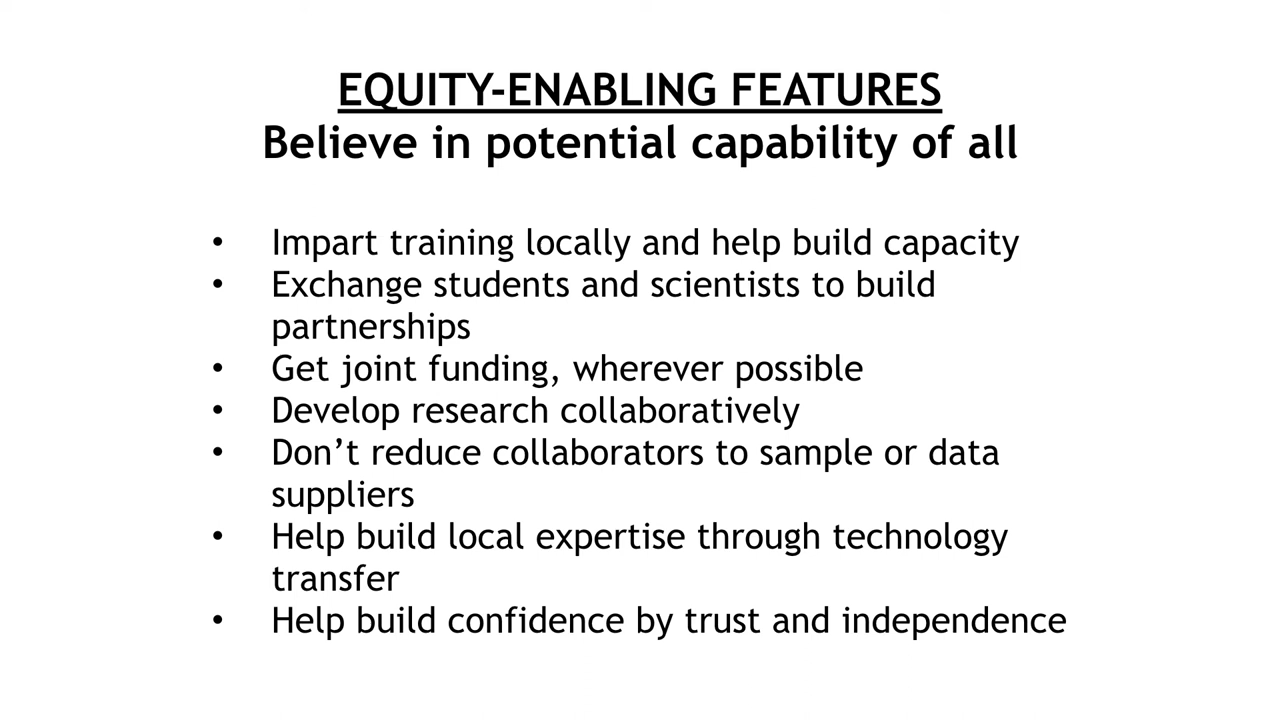 EQUITY-ENABLING FEATURES
Believe in potential capability of all
• Impart training locally and help build capacity
• Exchange students and scientists to build
partnerships
• Get joint funding, wherever possible
• Develop research collaboratively
• Don’t reduce collaborators to sample or data
suppliers
• Help build local expertise through technology
transfer
• Help build confidence by trust and independence